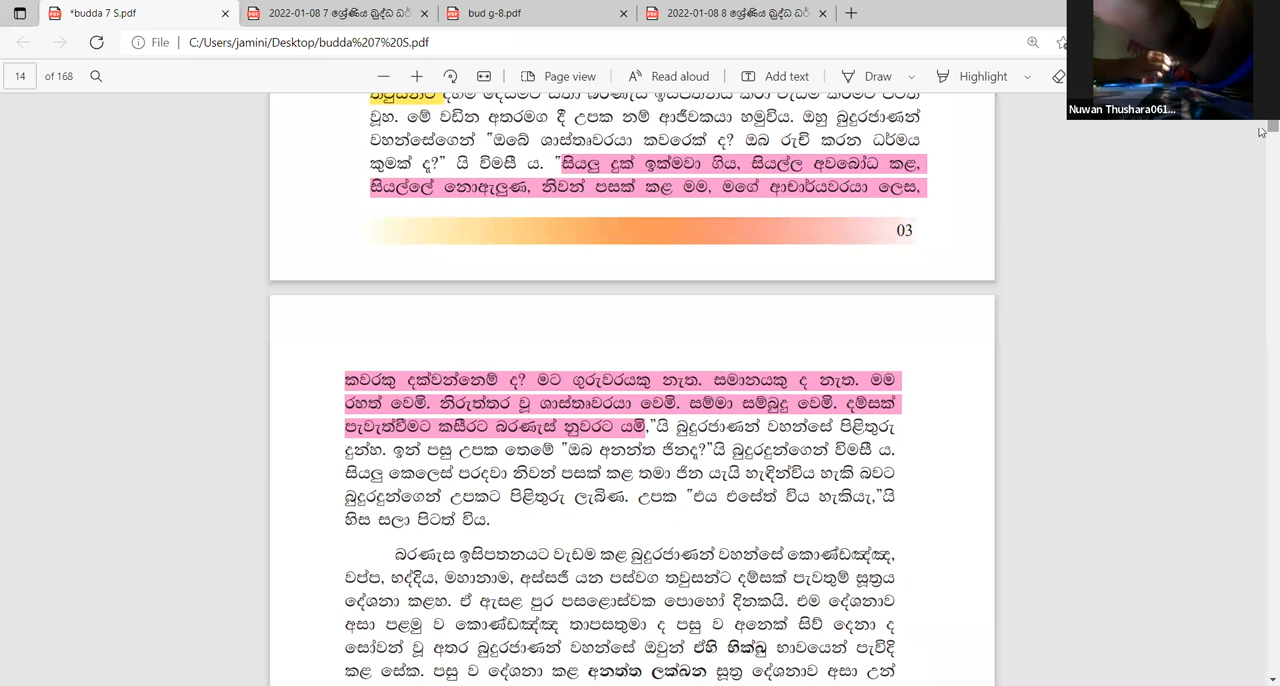 *budda 7 S.pdf
2022-01-08 7 ශ්‍රේණිය බුද්ධ ධර්
bud g-8.pdf
2022-01-08 8 ශ්‍රේණිය බුද්ධ ධර්
File C:/Users/jamini/Desktop/budda%207%20S.pdf
14 of 168 Page view Read aloud Add text Draw Highlight
Nuwan Thushara061...
වූහ. මේ වඩින අතරමග දී උපක නම් ආජීවකයා හමුවිය. ඔහු බුදුරජාණන්
වහන්සේගෙන් “ඔබේ ශාස්තෘවරයා කවරෙක් ද? ඔබ රුචි කරන ධර්මය
කුමක් ද?” යි විමසී ය. “සියලු දුක් ඉක්මවා ගිය, සියල්ල අවබෝධ කළ,
සියල්ලේ නොඇලුණ, නිවන් පසක් කළ මම, මගේ ආචාර්යවරයා ලෙස,
03
කවරකු දක්වන්නෙම් ද? මට ගුරුවරයකු නැත. සමානයකු ද නැත. මම
රහත් වෙමි. නිරුත්තර වූ ශාස්තෘවරයා වෙමි. සම්මා සම්බුදු වෙමි. දම්සක්
පැවැත්වීමට කසීරට බරණැස් නුවරට යමි,”යි බුදුරජාණන් වහන්සේ පිළිතුරු
දුන්හ. ඉන් පසු උපක තෙමේ “ඔබ අනන්ත ජිනද?”යි බුදුරදුන්ගෙන් විමසී ය.
සියලු කෙලෙස් පරදවා නිවන් පසක් කළ තමා ජින යැයි හැඳින්විය හැකි බවට
බුදුරදුන්ගෙන් උපකට පිළිතුරු ලැබිණ. උපක “එය එසේත් විය හැකියැ,”යි
හිස සලා පිටත් විය.
බරණැස ඉසිපතනයට වැඩම කළ බුදුරජාණන් වහන්සේ කොණ්ඩඤ්ඤ,
වප්ප, භද්දිය, මහානාම, අස්සජි යන පස්වග තවුසන්ට දම්සක් පැවතුම් සූත්‍රය
දේශනා කළහ. ඒ ඇසළ පුර පසළොස්වක පොහෝ දිනකයි. එම දේශනාව
අසා පළමු ව කොණ්ඩඤ්ඤ තාපසතුමා ද පසු ව අනෙක් සිව් දෙනා ද
සෝවන් වූ අතර බුදුරජාණන් වහන්සේ ඔවුන් ඒහි භික්ඛු භාවයෙන් පැවිදි
කළ සේක. පසු ව දේශනා කළ අනත්ත ලක්ඛන සූත්‍ර දේශනාව අසා උන්